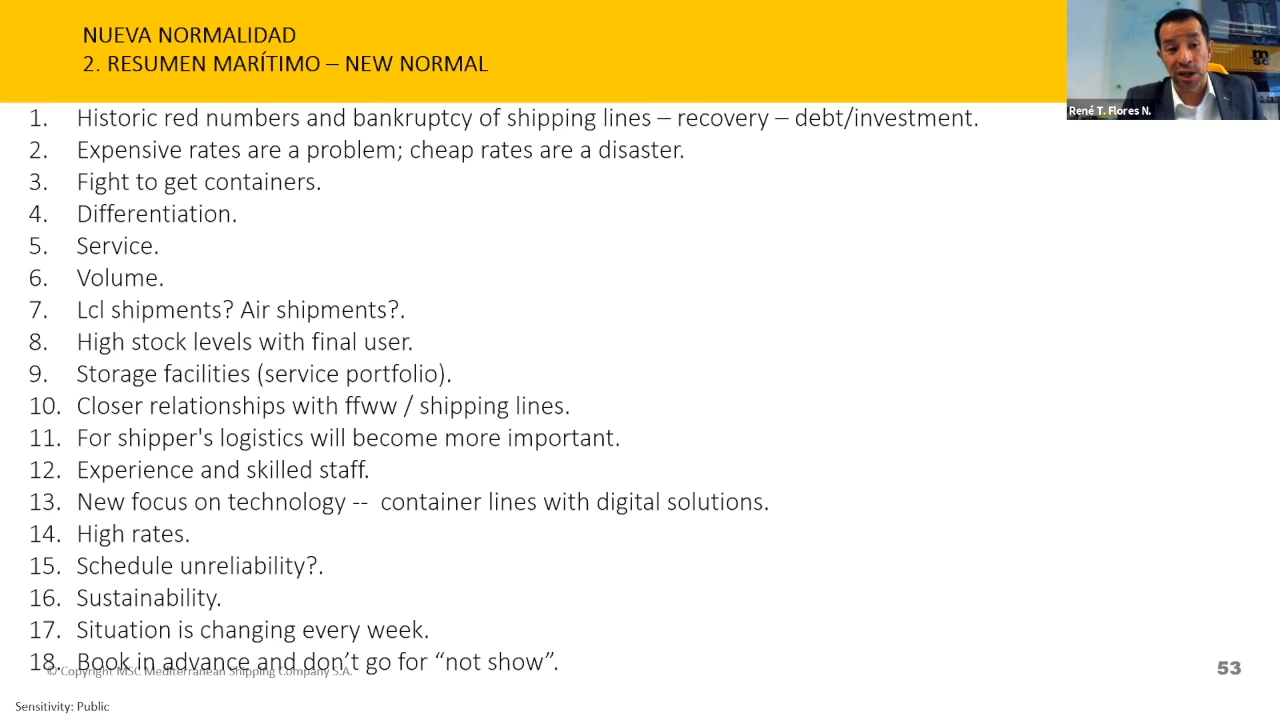 NUEVA NORMALIDAD
2. RESUMEN MARÍTIMO – NEW NORMAL
msc
René T. Flores N.
1. Historic red numbers and bankruptcy of shipping lines – recovery – debt/investment.
2. Expensive rates are a problem; cheap rates are a disaster.
3. Fight to get containers.
4. Differentiation.
5. Service.
6. Volume.
7. Lcl shipments? Air shipments?.
8. High stock levels with final user.
9. Storage facilities (service portfolio).
10. Closer relationships with ffww / shipping lines.
11. For shipper's logistics will become more important.
12. Experience and skilled staff.
13. New focus on technology -- container lines with digital solutions.
14. High rates.
15. Schedule unreliability?.
16. Sustainability.
17. Situation is changing every week.
18. Book in advance and don’t go for “not show”.
© Copyright MSC Mediterranean Shipping Company S.A.
53
Sensitivity: Public